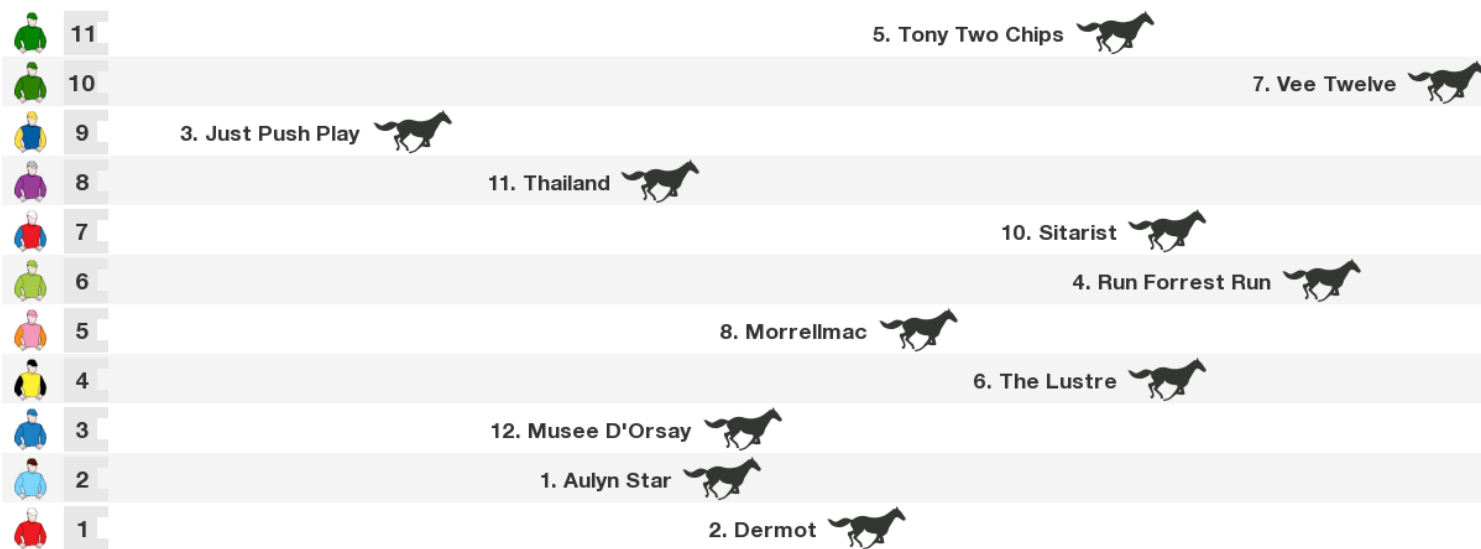 11 5. Tony Two Chips
10 7. Vee Twelve
9 3. Just Push Play
8 11. Thailand
7 10. Sitarist
6 4. Run Forrest Run
5 8. Morrellmac
4 6. The Lustre
3 12. Musee D'Orsay
2 1. Aulyn Star
1 2. Dermot